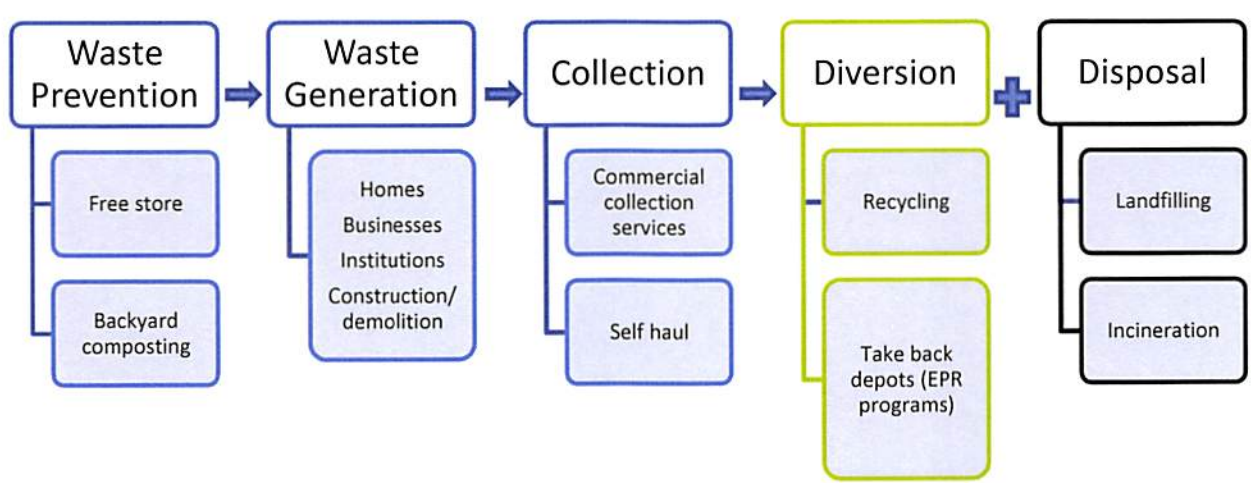 Waste
Prevention
Waste
Generation
Collection
Diversion
Disposal
Free store
Backyard
composting
Homes
Businesses
Institutions
Construction/
demolition
Commercial
collection
services
Self haul
Recycling
Take back
depots (EPR
programs)
Landfilling
Incineration